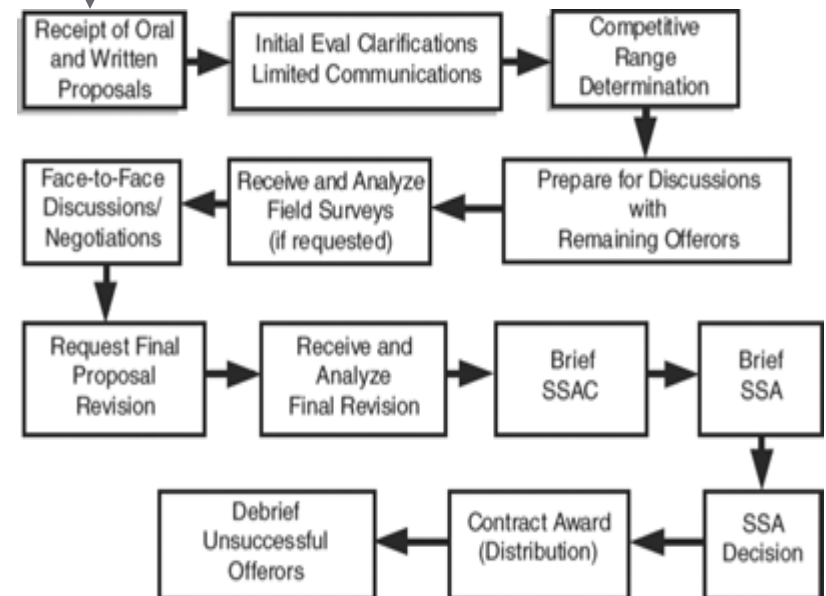 Receipt of Oral
and Written
Proposals
Initial Eval Clarifications
Limited Communications
Competitive
Range
Determination
Face-to-Face
Discussions/
Negotiations
Receive and Analyze
Field Surveys
(if requested)
Prepare for Discussions
with
Remaining Offerors
Request Final
Proposal
Revision
Receive and
Analyze
Final Revision
Brief
SSAC
Brief
SSA
Debrief
Unsuccessful
Offerors
Contract Award
(Distribution)
SSA
Decision